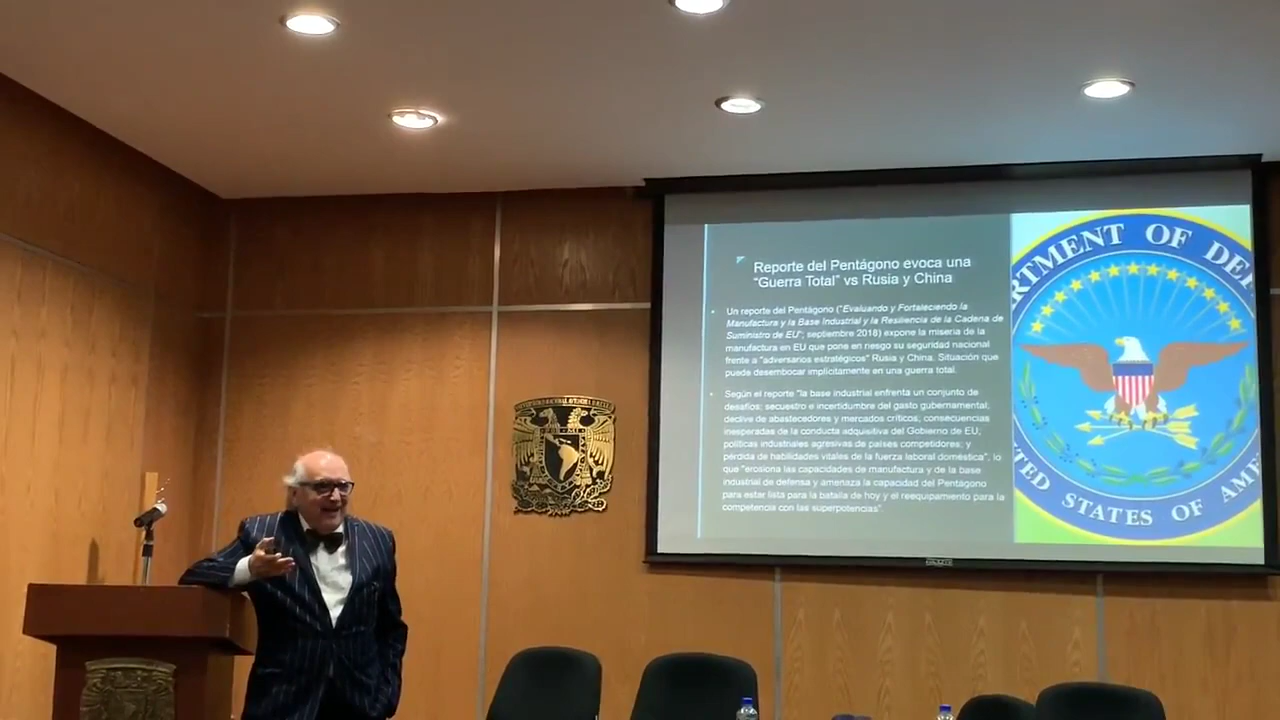 Reporte del Pentágono evoca una
"Guerra Total" vs Rusia y China
Un reporte del Pentágono ("Evaluando y Fortaleciendo la
Manufactura y la Base Industrial y la Resiliencia de la Cadena de
Suministro de EU"; septiembre 2018) expone la miseria de la
manufactura en EU que pone en riesgo su seguridad nacional
frente a "adversarios estratégicos" Rusia y China. Situación que
puede desembocar implícitamente en una guerra total.
Según el reporte "la base industrial enfrenta un conjunto de
desafíos; secuestro e incertidumbre del gasto gubernamental;
declive de abastecedores y mercados críticos; consecuencias
inesperadas de la conducta adquisitiva del Gobierno de EU;
políticas industriales agresivas de países competidores; y
pérdida de habilidades vitales de la fuerza laboral doméstica", lo
que "erosiona las capacidades de manufactura y de la base
industrial de defensa y amenaza la capacidad del Pentágono
para estar lista para la batalla de hoy y el reequipamiento para la
competencia con las superpotencias".
RTMENT OF DE
TED STATES OF AME